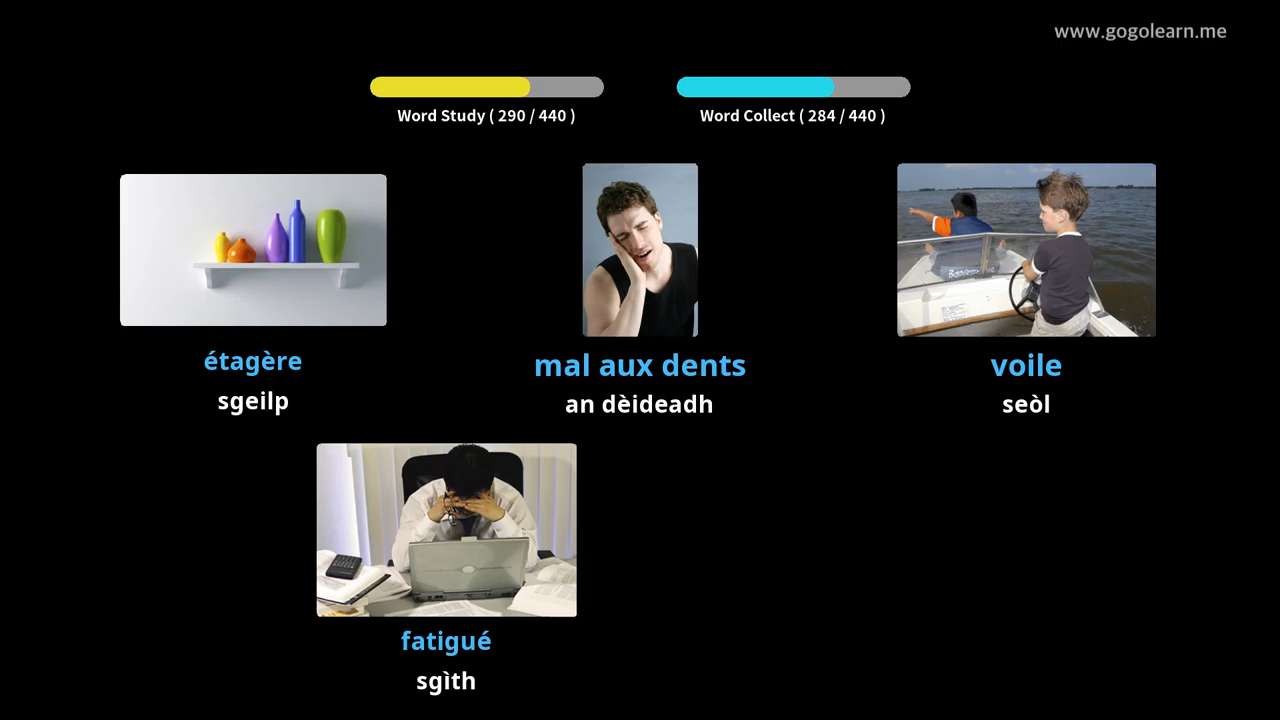 www.gogolearn.me
Word Study ( 290 / 440 )
Word Collect ( 284 / 440 )
étagère
sgeilp
mal aux dents
an dèideadh
voile
seòl
fatigué
sgìth